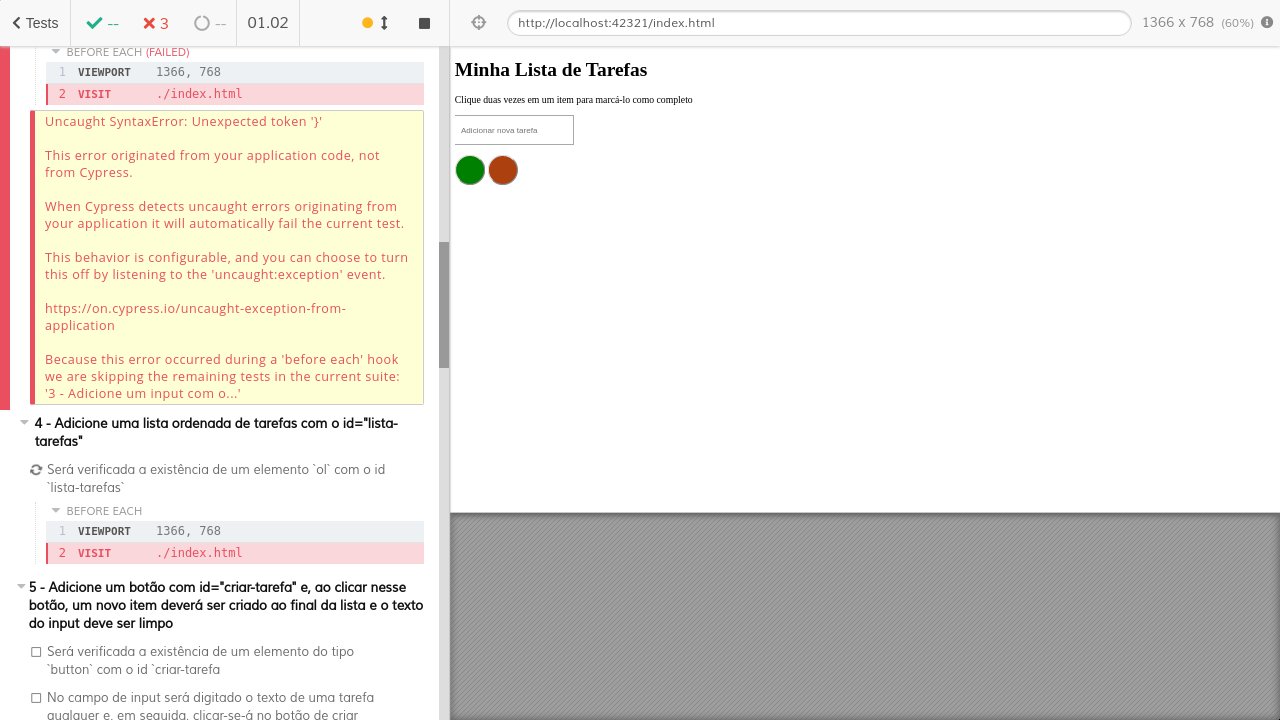 Tests
--
3
--
01.02
http://localhost:42321/index.html
1366 x 768 (60%)
BEFORE EACH (FAILED)
1 VIEWPORT 1366, 768
2 VISIT ./index.html
Uncaught SyntaxError: Unexpected token '}'
This error originated from your application code, not
from Cypress.
When Cypress detects uncaught errors originating from
your application it will automatically fail the current test.
This behavior is configurable, and you can choose to turn
this off by listening to the 'uncaught:exception' event.
https://on.cypress.io/uncaught-exception-from-
application
Because this error occurred during a 'before each' hook
we are skipping the remaining tests in the current suite:
'3 - Adicione um input com o...'
4 - Adicione uma lista ordenada de tarefas com o id="lista-
tarefas"
Será verificada a existência de um elemento `ol` com o id
`lista-tarefas`
BEFORE EACH
1 VIEWPORT 1366, 768
2 VISIT ./index.html
5 - Adicione um botão com id="criar-tarefa" e, ao clicar nesse
botão, um novo item deverá ser criado ao final da lista e o texto
do input deve ser limpo
Será verificada a existência de um elemento do tipo
`button` com o id `criar-tarefa
No campo de input será digitado o texto de uma tarefa
qualquer e, em seguida, clicar-se-á no botão de criar
Minha Lista de Tarefas
Clique duas vezes em um item para marcá-lo como completo
Adicionar nova tarefa